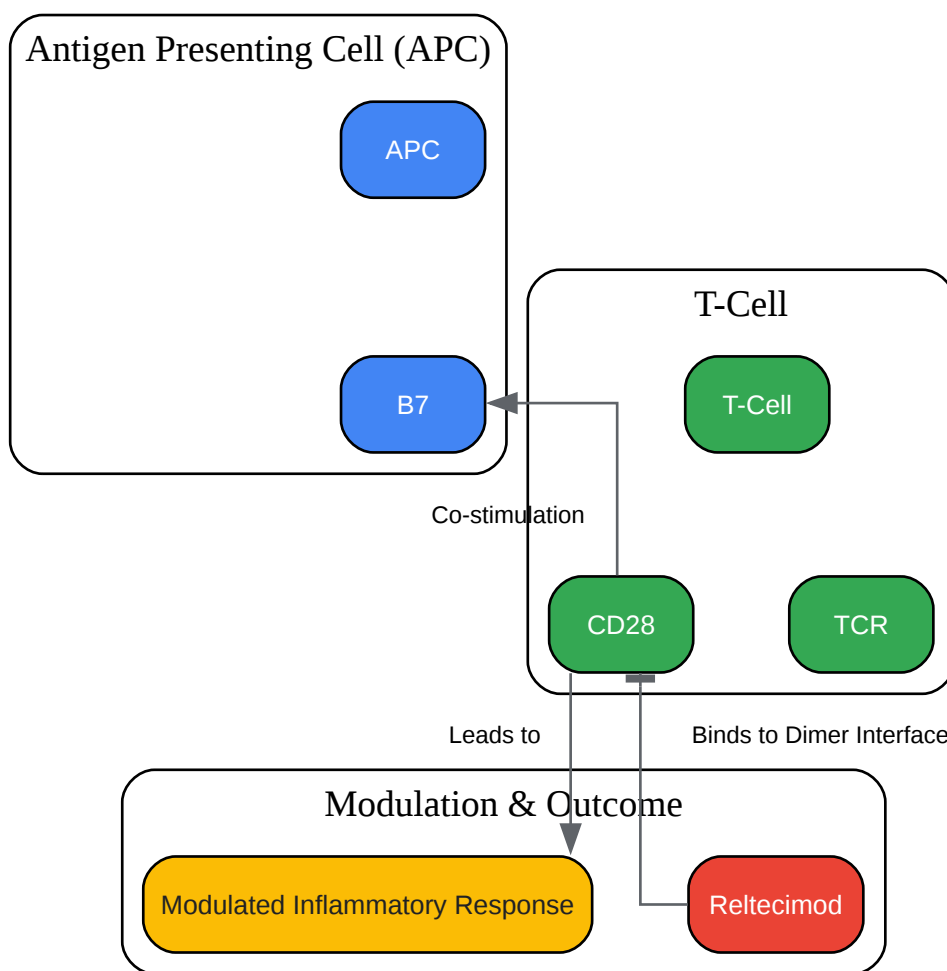 Antigen Presenting Cell (APC)
APC
T-Cell
B7
T-Cell
Co-stimulation
CD28
TCR
Leads to
Binds to Dimer Interface
Modulation & Outcome
Modulated Inflammatory Response
Reltecimod